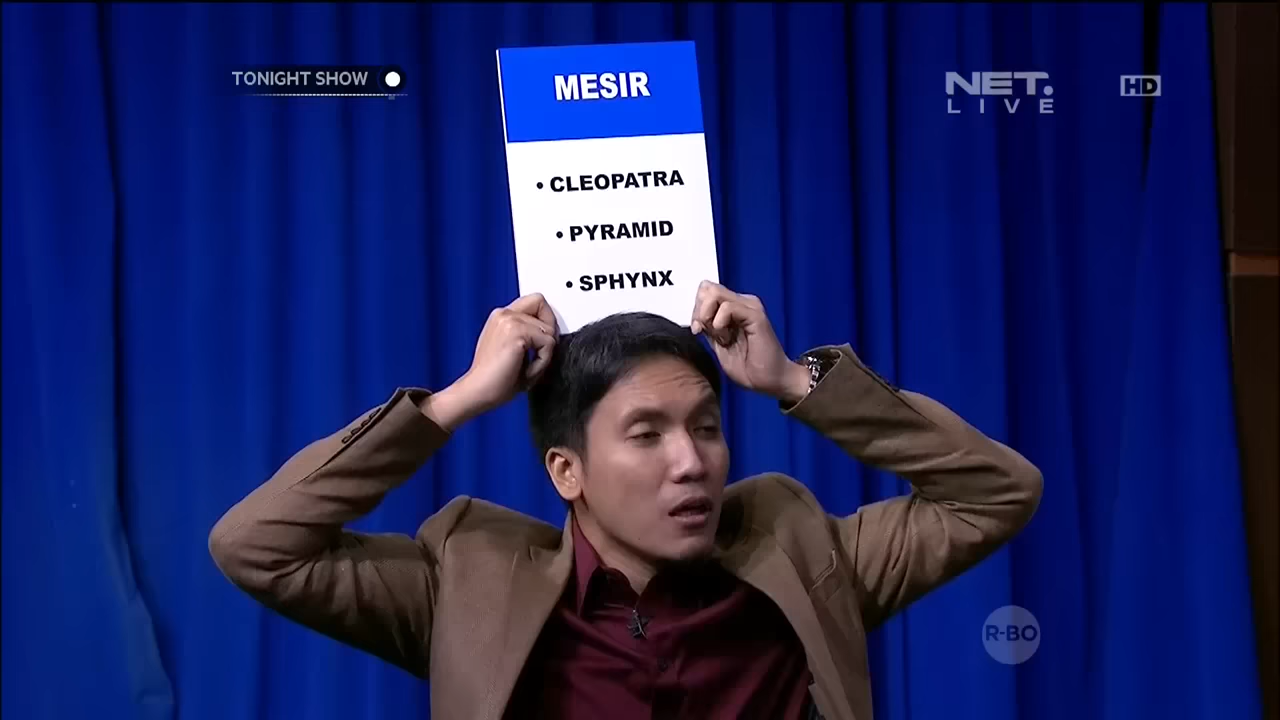 TONIGHT SHOW
NET.
LIVE
HD
MESIR
• CLEOPATRA
• PYRAMID
• SPHYNX
R-BO